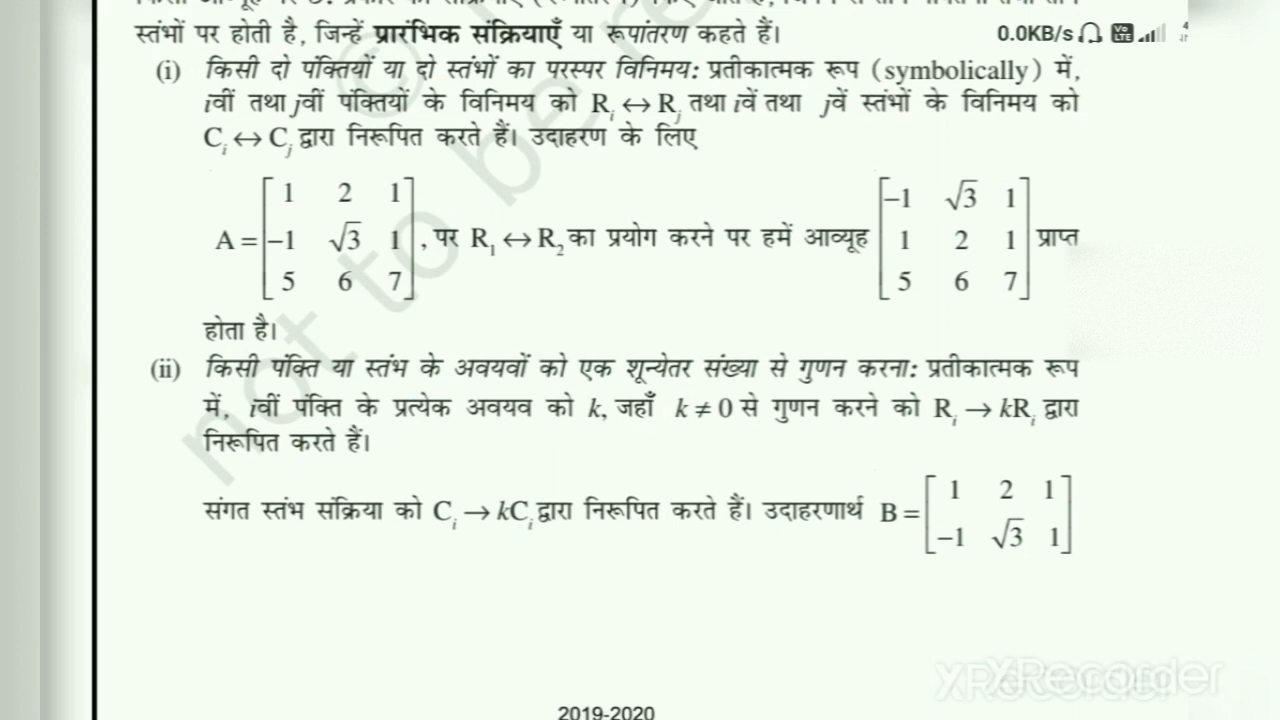 स्तंभों पर होती है, जिन्हें प्रारंभिक संक्रियाएँ या रूपांतरण कहते हैं।
0.0KB/s
(i) किसी दो पंक्तियों या दो स्तंभों का परस्पर विनिमय: प्रतीकात्मक रूप (symbolically) में,
iवीं तथा jवीं पंक्तियों के विनिमय को Rᵢ ↔ Rⱼ तथा iवें तथा jवें स्तंभों के विनिमय को
Cᵢ ↔ Cⱼ द्वारा निरूपित करते हैं। उदाहरण के लिए
A = [1 2 1; −1 √3 1; 5 6 7], पर R₁ ↔ R₂ का प्रयोग करने पर हमें आव्यूह [−1 √3 1; 1 2 1; 5 6 7] प्राप्त
होता है।
(ii) किसी पंक्ति या स्तंभ के अवयवों को एक शून्येतर संख्या से गुणन करना: प्रतीकात्मक रूप
में, iवीं पंक्ति के प्रत्येक अवयव को k, जहाँ k ≠ 0 से गुणन करने को Rᵢ → kRᵢ द्वारा
निरूपित करते हैं।
संगत स्तंभ संक्रिया को Cᵢ → kCᵢ द्वारा निरूपित करते हैं। उदाहरणार्थ B = [1 2 1; −1 √3 1]
not to be re
XRecorder
2019-2020